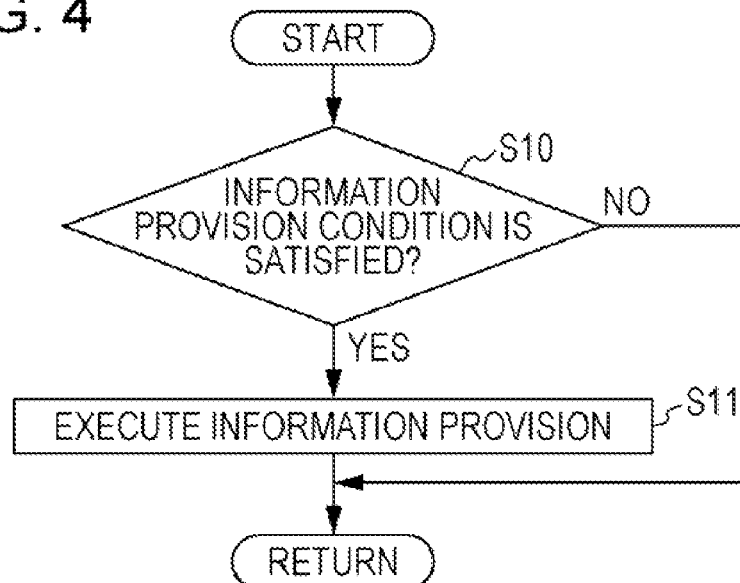 G. 4
START
S10
INFORMATION
PROVISION CONDITION IS
SATISFIED?
NO
YES
EXECUTE INFORMATION PROVISION
S11
RETURN